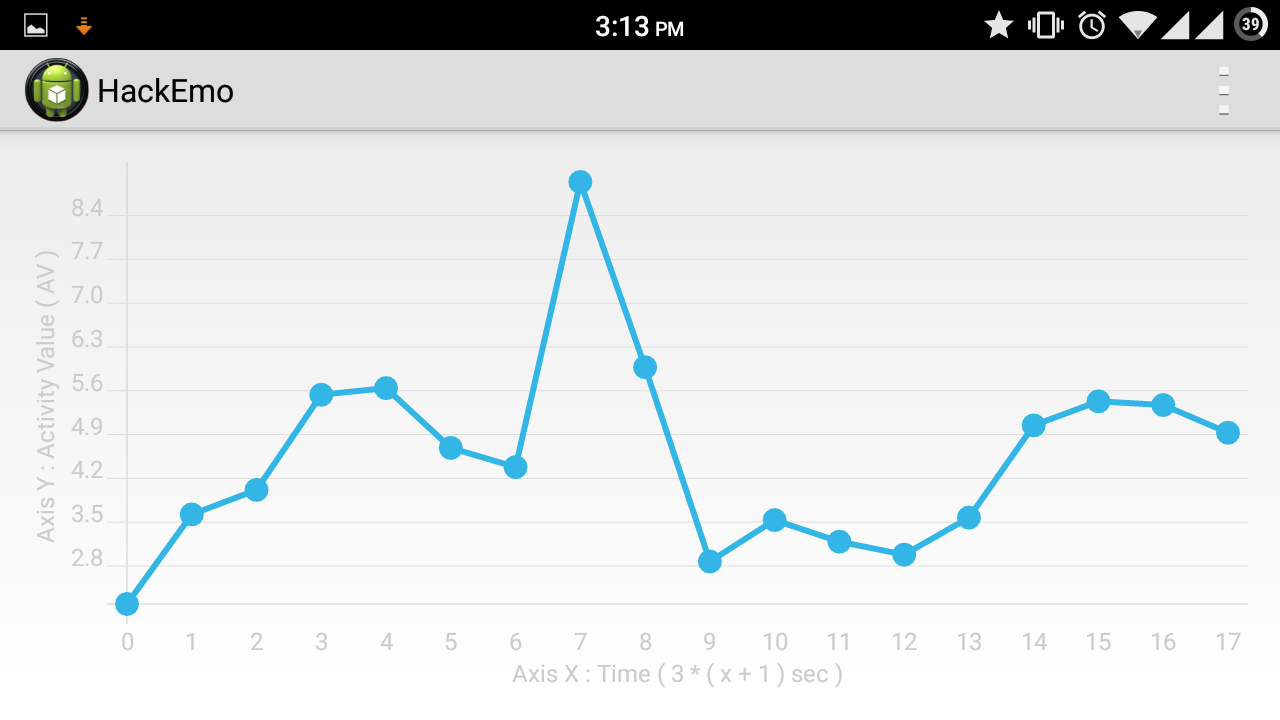 3:13 PM
39
HackEmo
8.4
7.7
7.0
6.3
5.6
4.9
4.2
3.5
2.8
Axis Y : Activity Value ( AV )
0 1 2 3 4 5 6 7 8 9 10 11 12 13 14 15 16 17
Axis X : Time ( 3 * ( x + 1 ) sec )